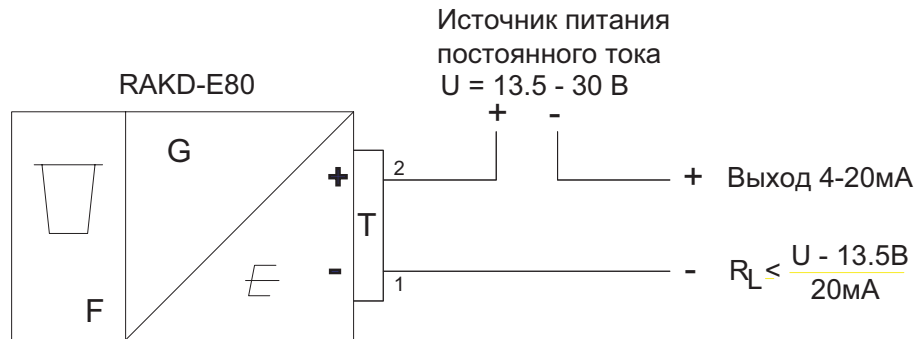 Источник питания
постоянного тока
U = 13.5 - 30 В
RAKD-E80
+ -
G
+ 2 + Выход 4-20мА
T
E
- 1 - RL ≤ U - 13.5В
20мА
F